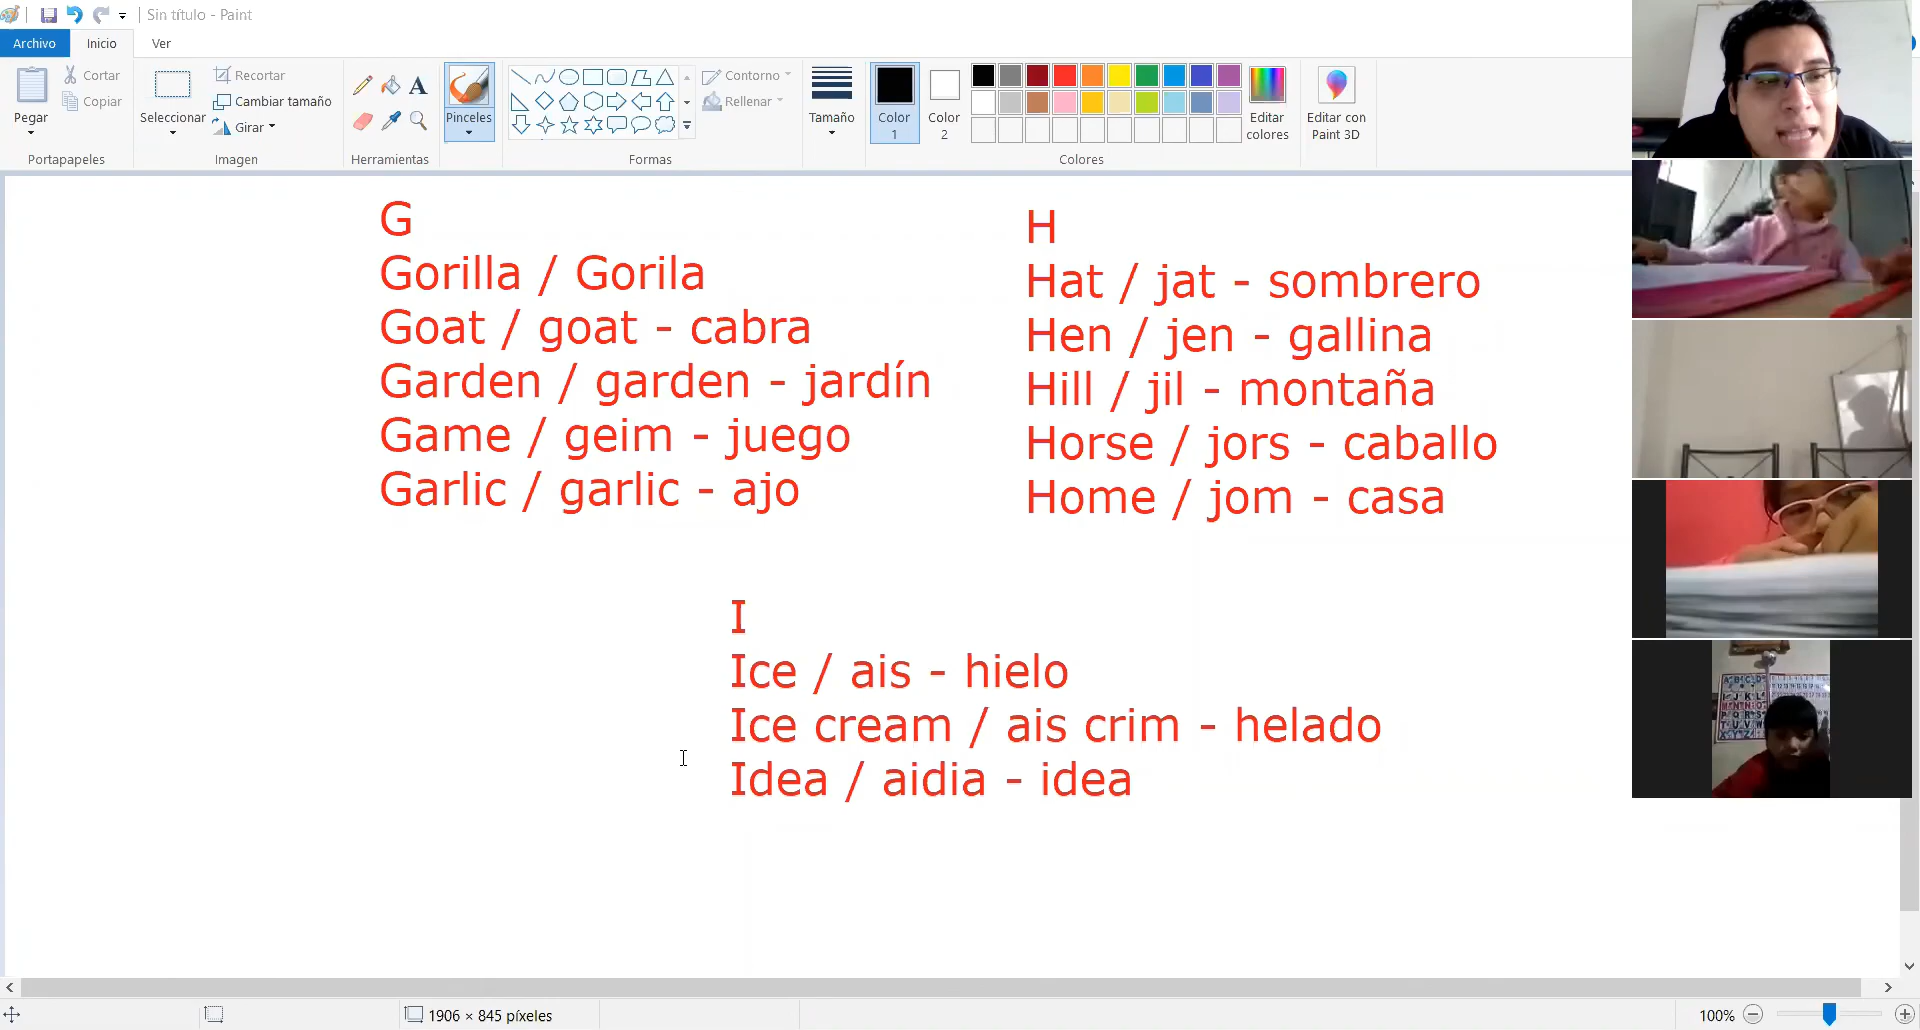 Sin título - Paint
Archivo
Inicio
Ver
Pegar
Cortar
Copiar
Portapapeles
Seleccionar
Recortar
Cambiar tamaño
Girar
Imagen
A
Herramientas
Pinceles
Formas
Contorno
Rellenar
Tamaño
Color
1
Color
2
Colores
Editar
colores
Editar con
Paint 3D
G
Gorilla / Gorila
Goat / goat - cabra
Garden / garden - jardín
Game / geim - juego
Garlic / garlic - ajo
H
Hat / jat - sombrero
Hen / jen - gallina
Hill / jil - montaña
Horse / jors - caballo
Home / jom - casa
I
Ice / ais - hielo
Ice cream / ais crim - helado
Idea / aidia - idea
1906 × 845 píxeles
100%